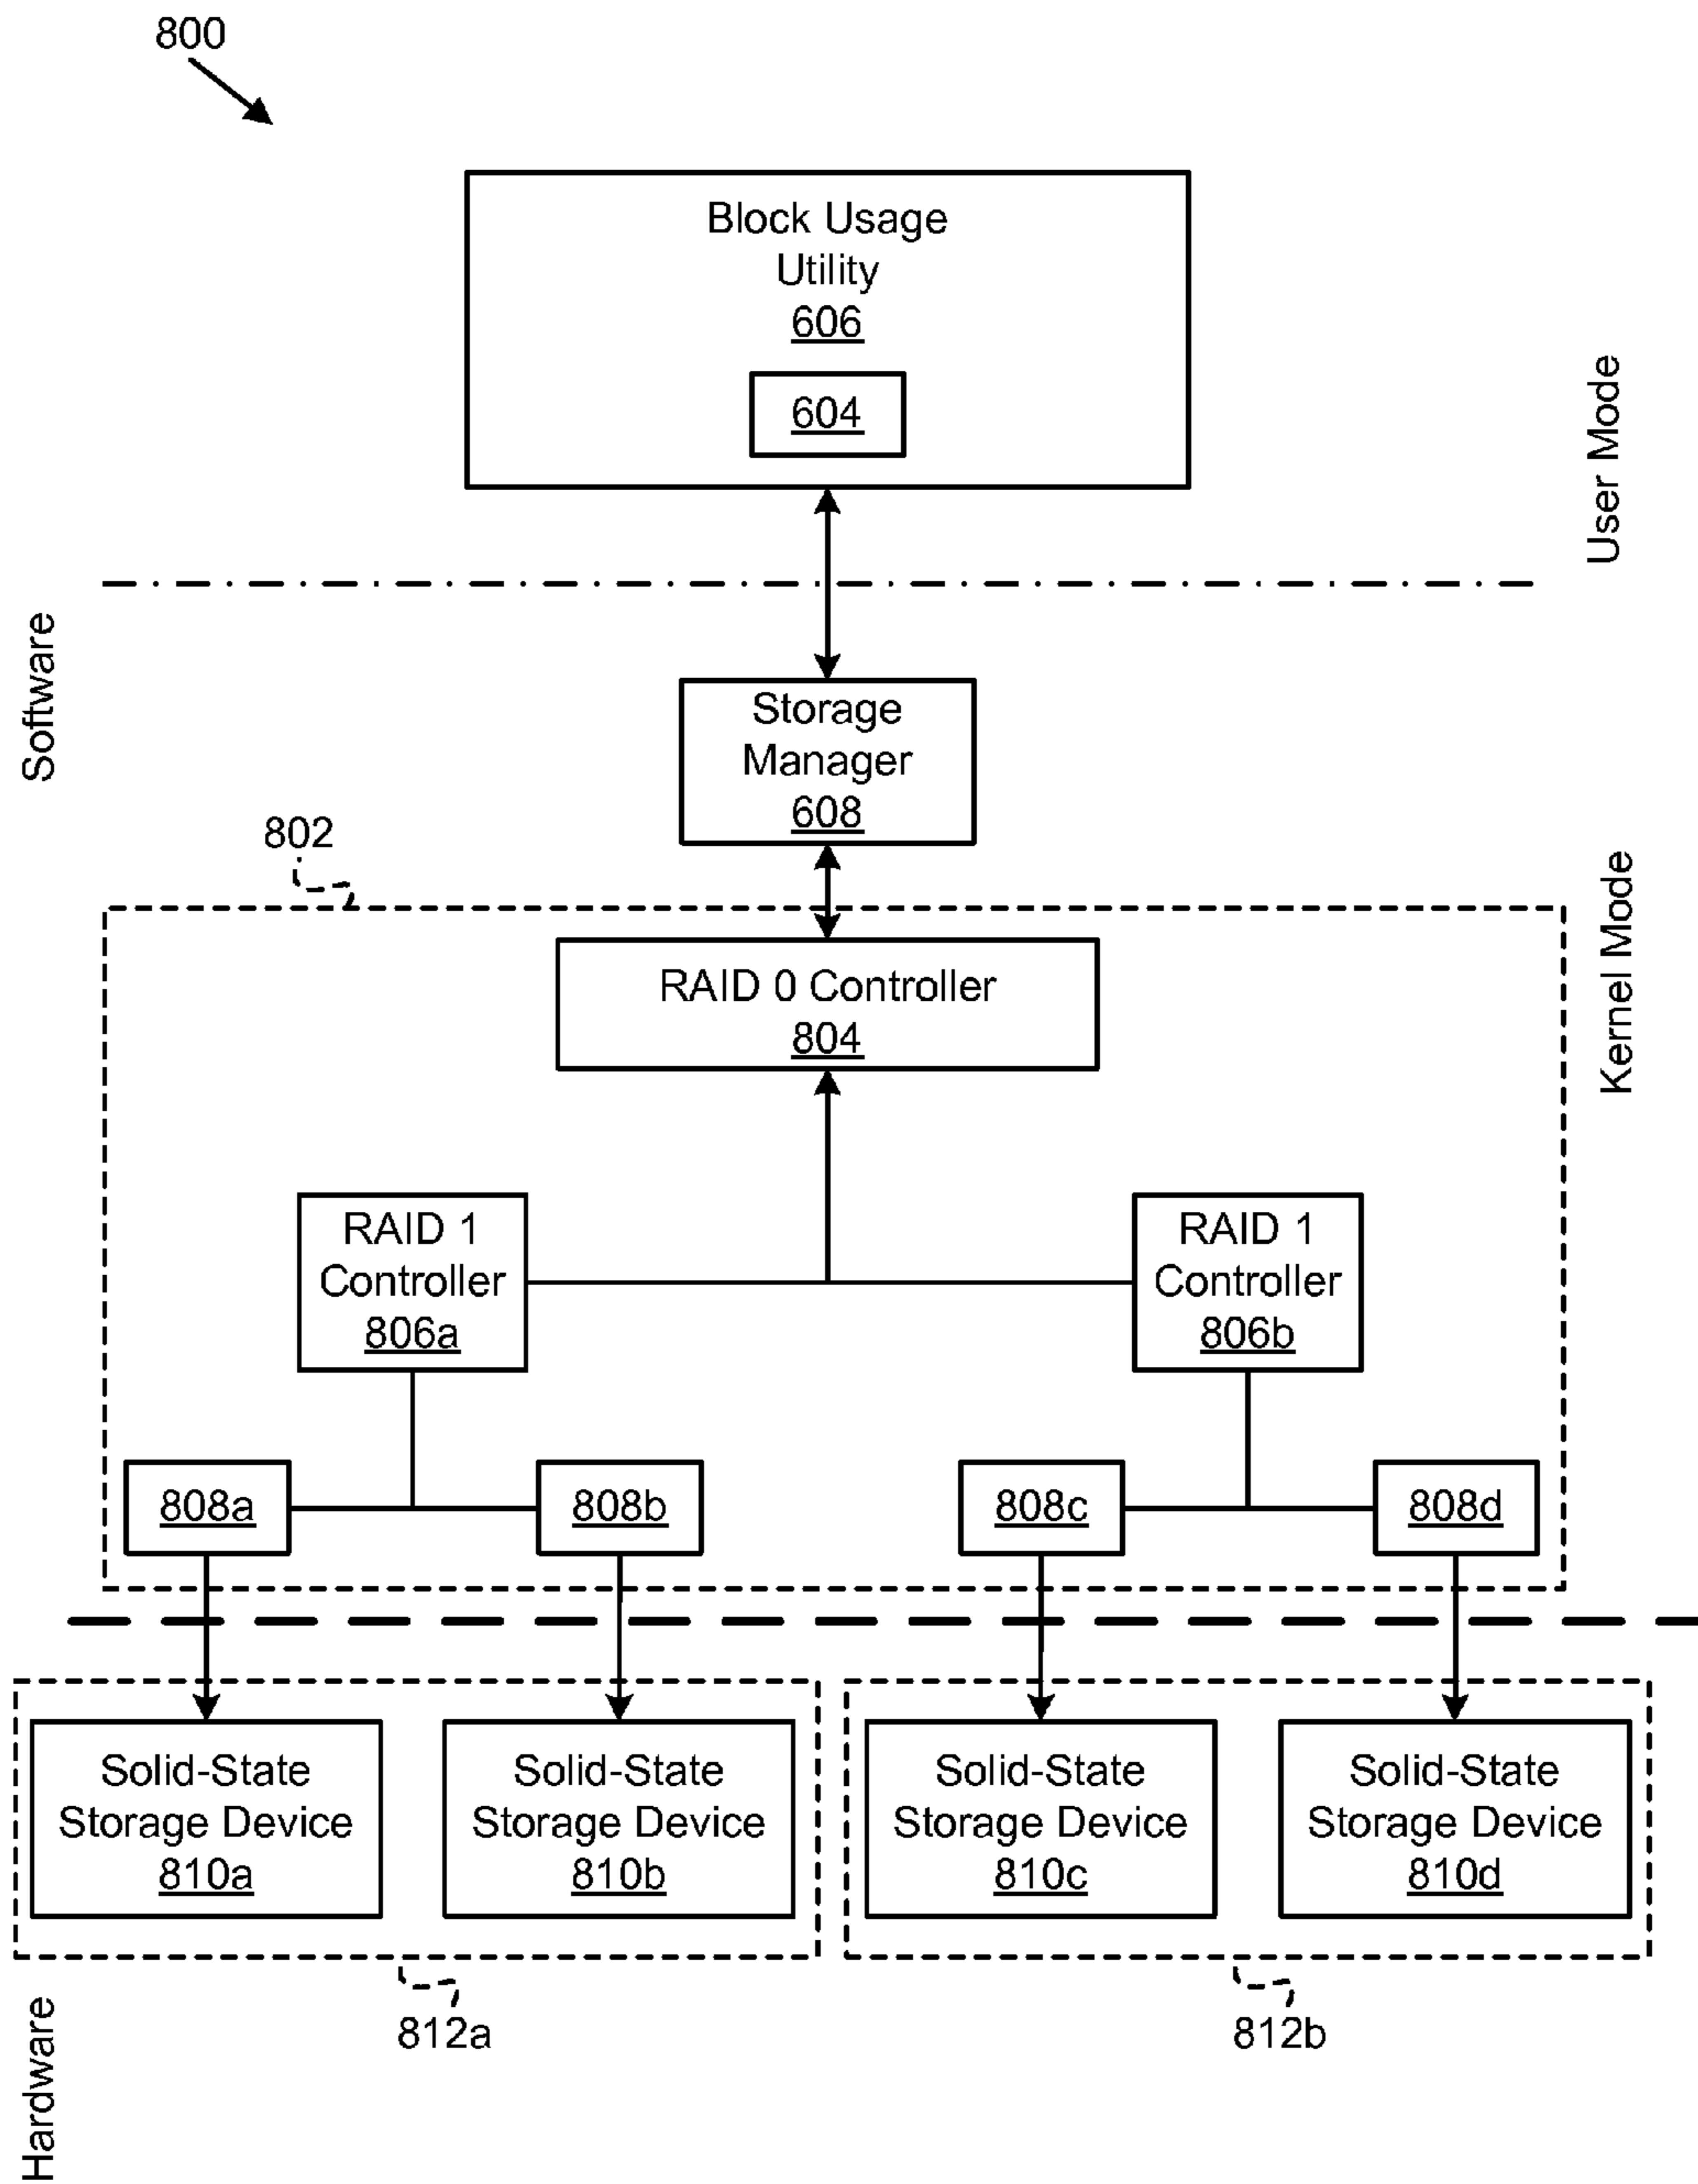 800
Block Usage
Utility
606
604
User Mode
Software
Storage
Manager
608
802
Kernel Mode
RAID 0 Controller
804
RAID 1
Controller
806a
RAID 1
Controller
806b
808a
808b
808c
808d
Solid-State
Storage Device
810a
Solid-State
Storage Device
810b
Solid-State
Storage Device
810c
Solid-State
Storage Device
810d
812a
812b
Hardware